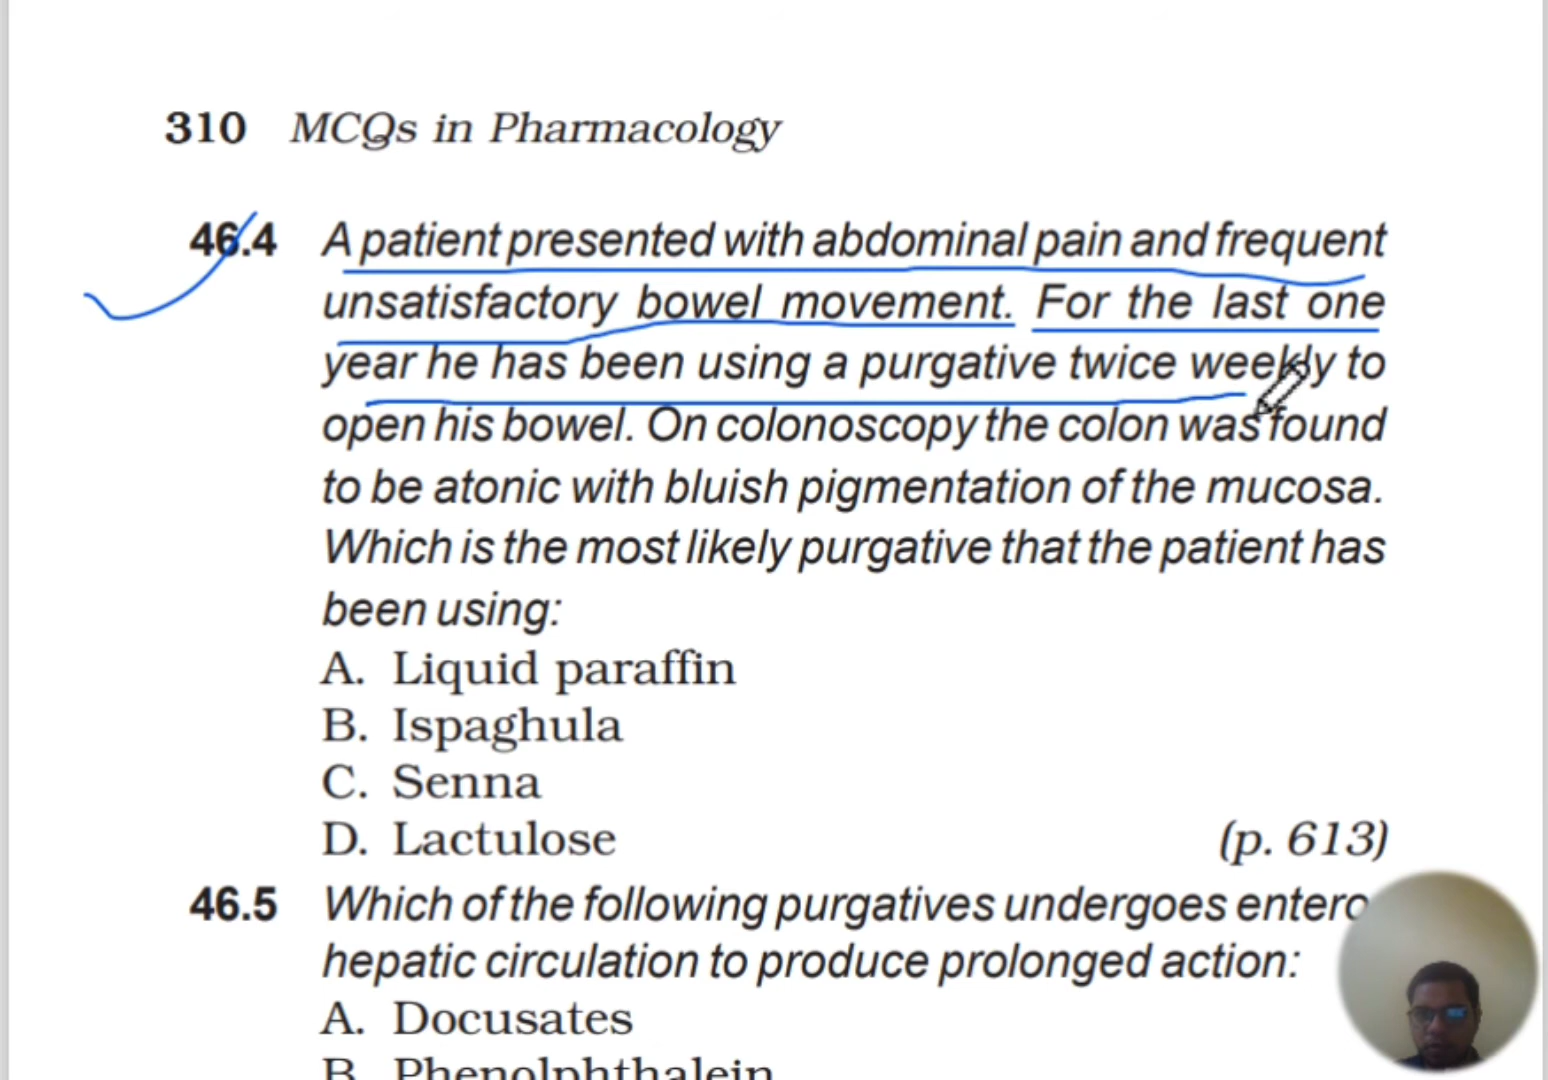 310 MCQs in Pharmacology
46.4 A patient presented with abdominal pain and frequent
unsatisfactory bowel movement. For the last one
year he has been using a purgative twice weekly to
open his bowel. On colonoscopy the colon was found
to be atonic with bluish pigmentation of the mucosa.
Which is the most likely purgative that the patient has
been using:
A. Liquid paraffin
B. Ispaghula
C. Senna
D. Lactulose (p. 613)
46.5 Which of the following purgatives undergoes entero
hepatic circulation to produce prolonged action:
A. Docusates
B. Phenolphthalein